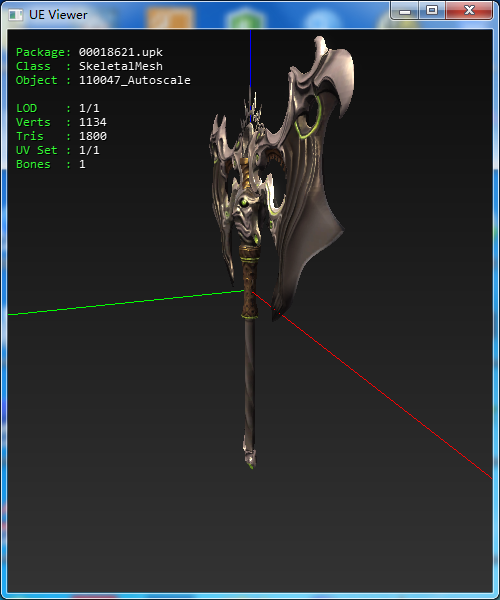 UE Viewer
Package: 00018621.upk
Class : SkeletalMesh
Object : 110047_Autoscale
LOD : 1/1
Verts : 1134
Tris : 1800
UV Set : 1/1
Bones : 1